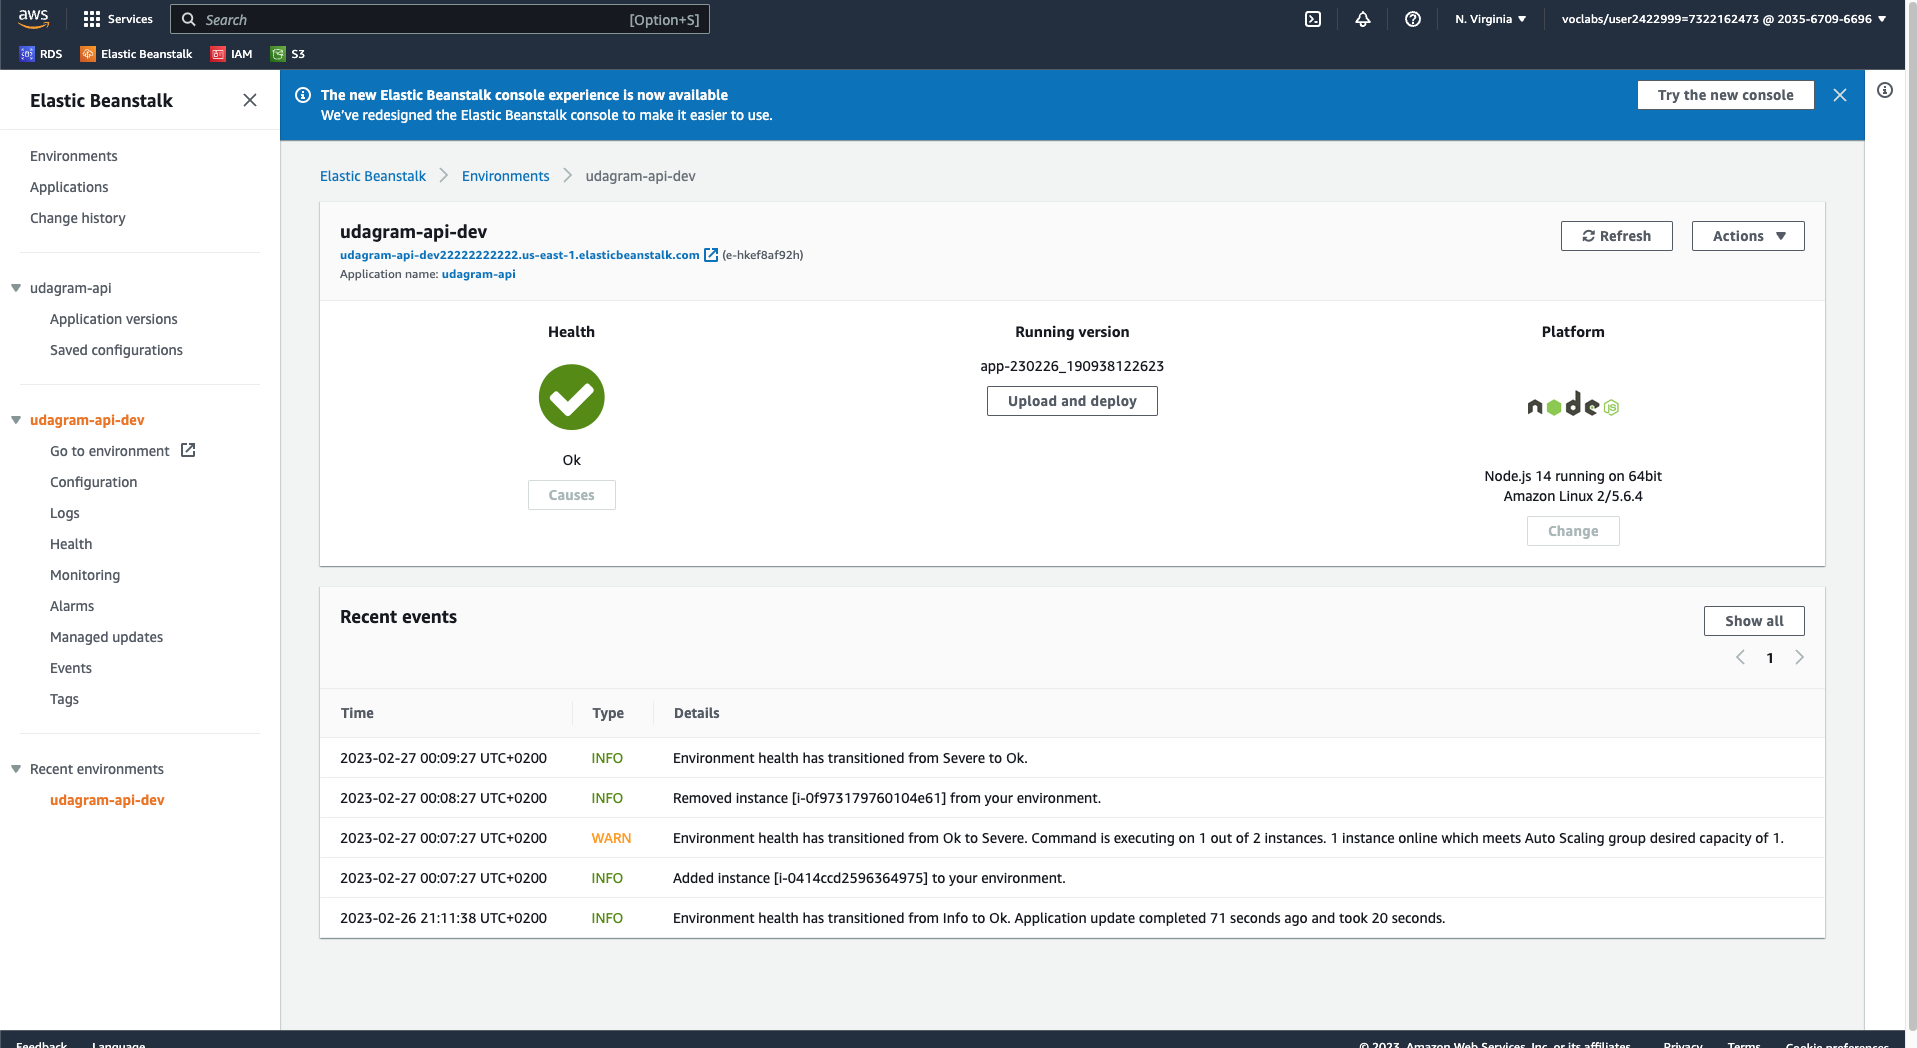 aws
Services
Search
[Option+S]
N. Virginia
voclabs/user2422999=7322162473 @ 2035-6709-6696
RDS
Elastic Beanstalk
IAM
S3
Elastic Beanstalk
The new Elastic Beanstalk console experience is now available
We've redesigned the Elastic Beanstalk console to make it easier to use.
Try the new console
Environments
Applications
Change history
udagram-api
Application versions
Saved configurations
udagram-api-dev
Go to environment
Configuration
Logs
Health
Monitoring
Alarms
Managed updates
Events
Tags
Recent environments
udagram-api-dev
Elastic Beanstalk
Environments
udagram-api-dev
udagram-api-dev
udagram-api-dev22222222222.us-east-1.elasticbeanstalk.com (e-hkef8af92h)
Application name: udagram-api
Refresh
Actions
Health
Ok
Causes
Running version
app-230226_190938122623
Upload and deploy
Platform
node JS
Node.js 14 running on 64bit
Amazon Linux 2/5.6.4
Change
Recent events
Show all
1
Time Type Details
2023-02-27 00:09:27 UTC+0200 INFO Environment health has transitioned from Severe to Ok.
2023-02-27 00:08:27 UTC+0200 INFO Removed instance [i-0f973179760104e61] from your environment.
2023-02-27 00:07:27 UTC+0200 WARN Environment health has transitioned from Ok to Severe. Command is executing on 1 out of 2 instances. 1 instance online which meets Auto Scaling group desired capacity of 1.
2023-02-27 00:07:27 UTC+0200 INFO Added instance [i-0414ccd2596364975] to your environment.
2023-02-26 21:11:38 UTC+0200 INFO Environment health has transitioned from Info to Ok. Application update completed 71 seconds ago and took 20 seconds.
Feedback
Language
© 2023, Amazon Web Services, Inc. or its affiliates.
Privacy
Terms
Cookie preferences